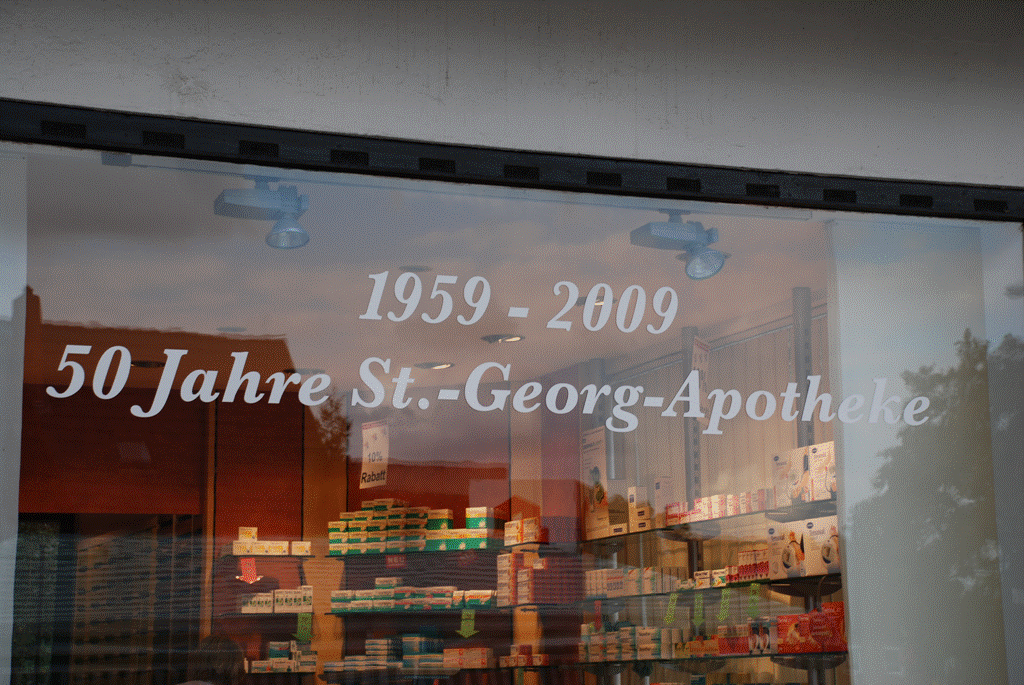 1959 - 2009
50 Jahre St.-Georg-Apotheke
10%
Rabatt